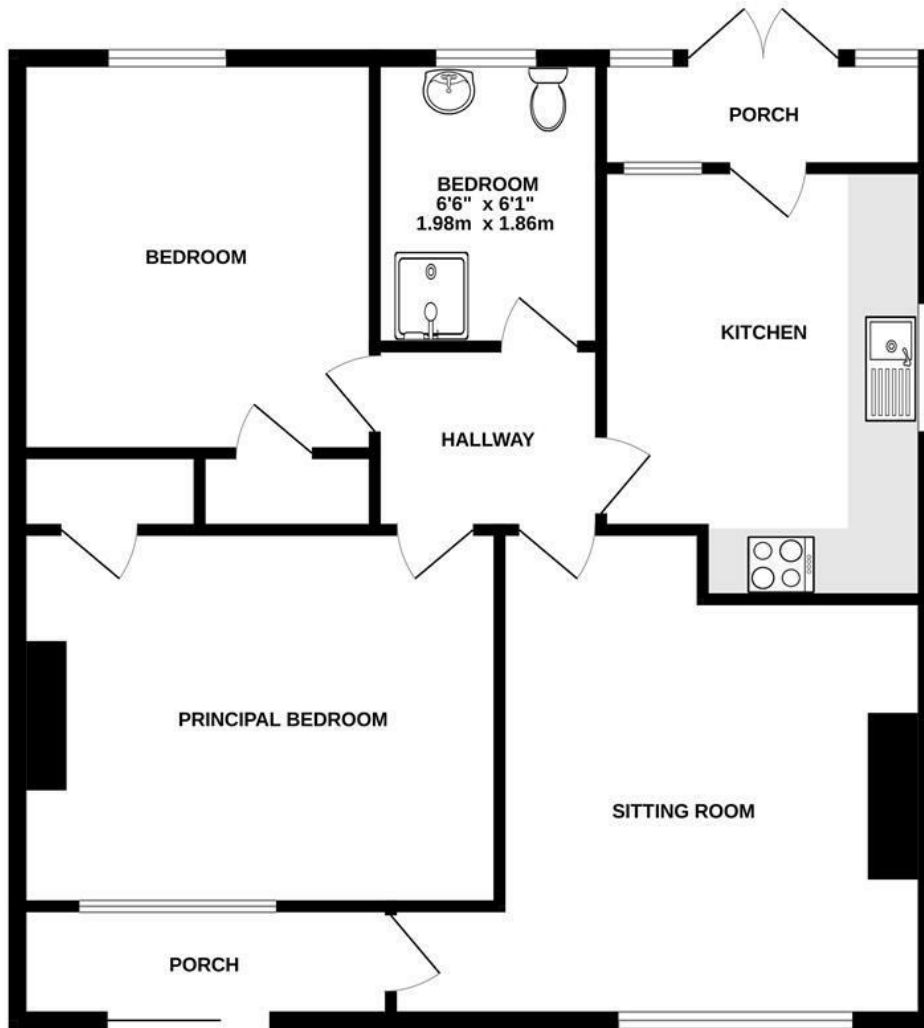 PORCH
BEDROOM
6'6" x 6'1"
1.98m x 1.86m
BEDROOM
KITCHEN
HALLWAY
PRINCIPAL BEDROOM
SITTING ROOM
PORCH